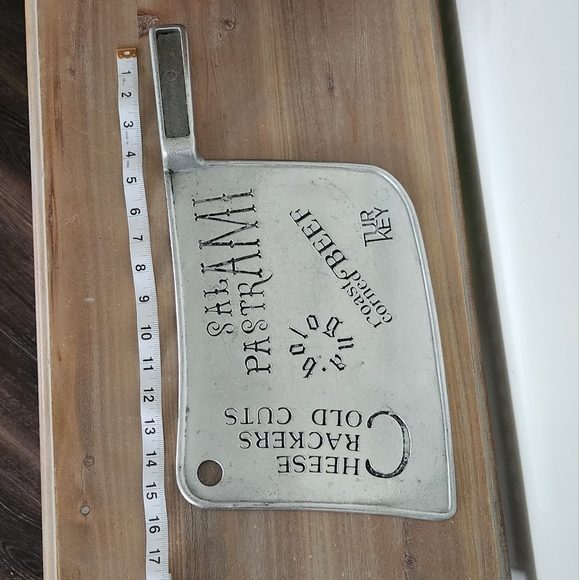 SALAMI
PASTRAMI
Roast BEEF
corned
TUR
KEY
CHEESE
RACKERS
OLD CUTS
1
2
3
4
5
6
7
8
9
10
11
12
13
14
15
16
17